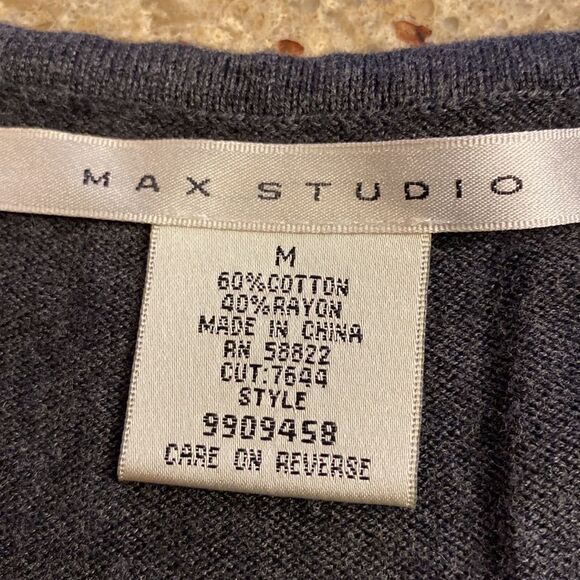 MAX STUDIO
M
60%COTTON
40%RAYON
MADE IN CHINA
RN 58822
CUT:7644
STYLE
9909458
CARE ON REVERSE